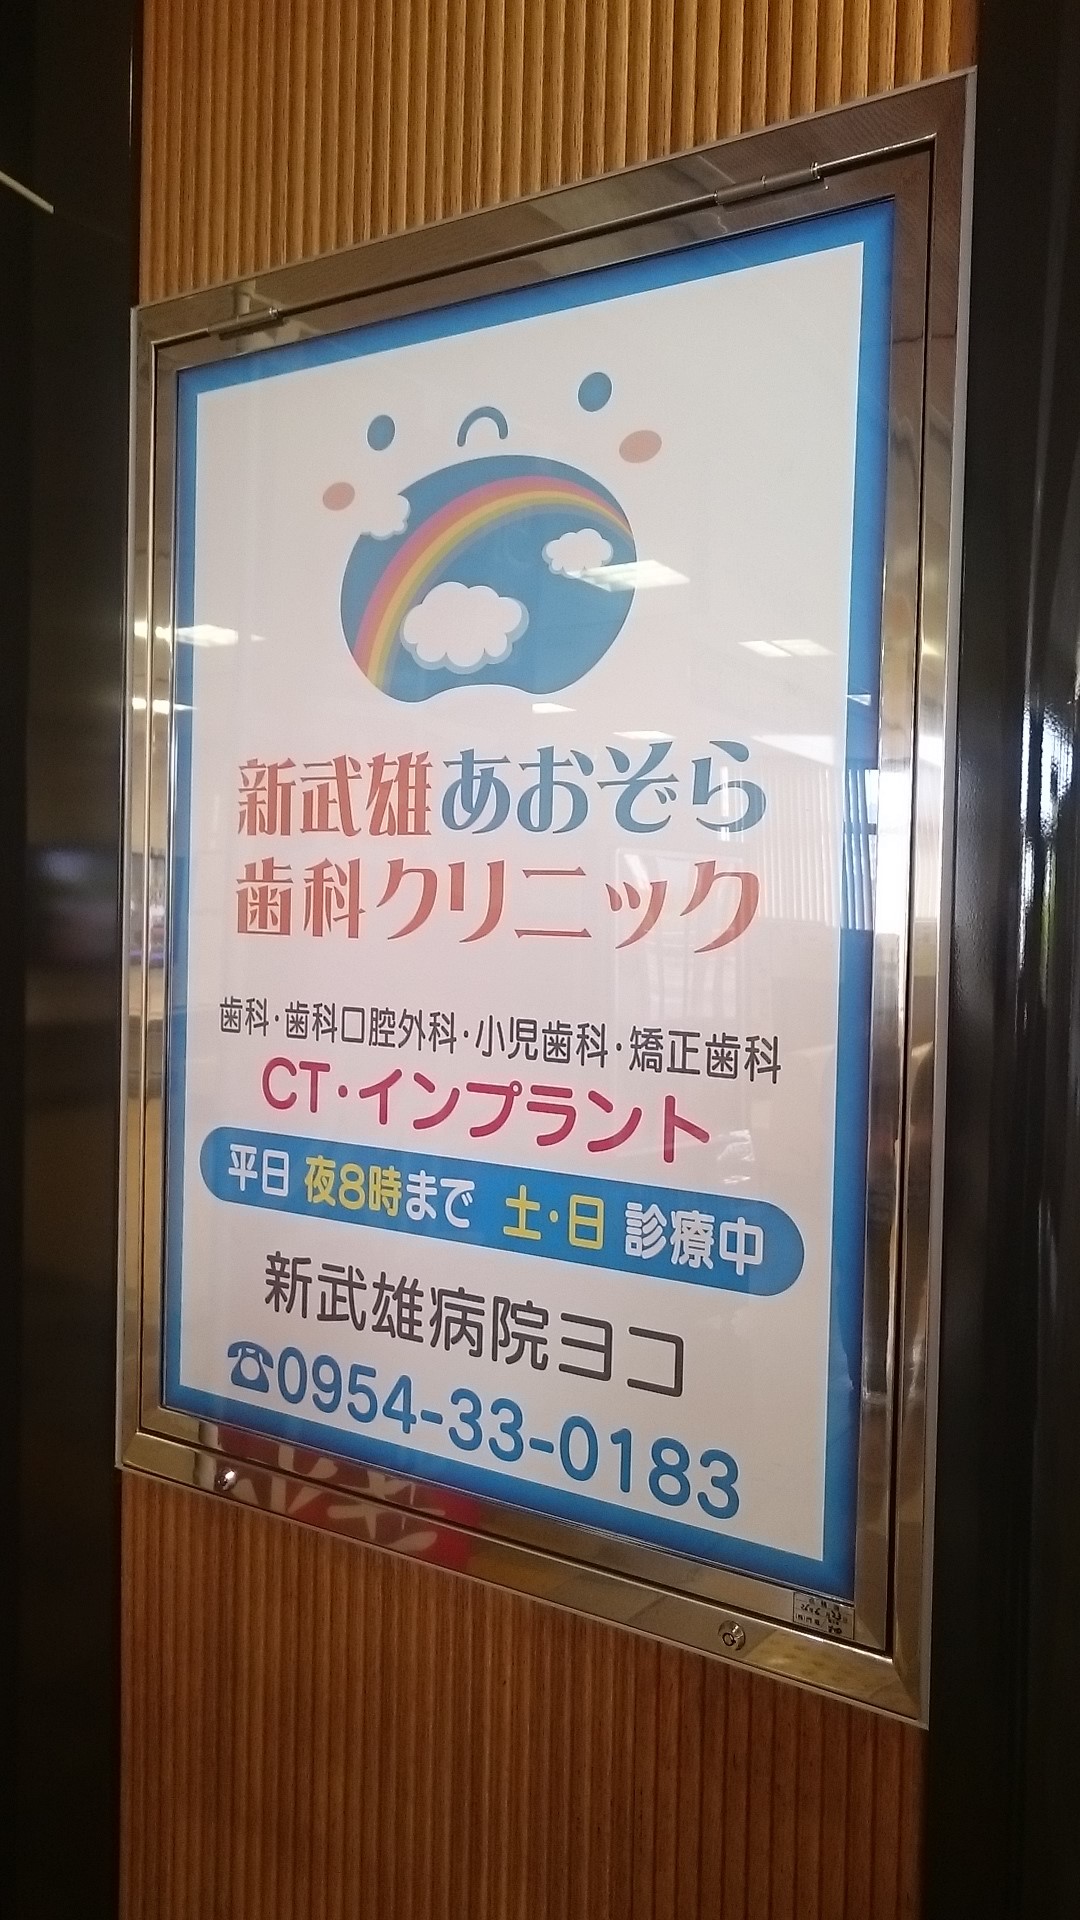 新武雄あおぞら
歯科クリニック
歯科・歯科口腔外科・小児歯科・矯正歯科
CT・インプラント
平日 夜8時まで 土・日 診療中
新武雄病院ヨコ
☎0954-33-0183